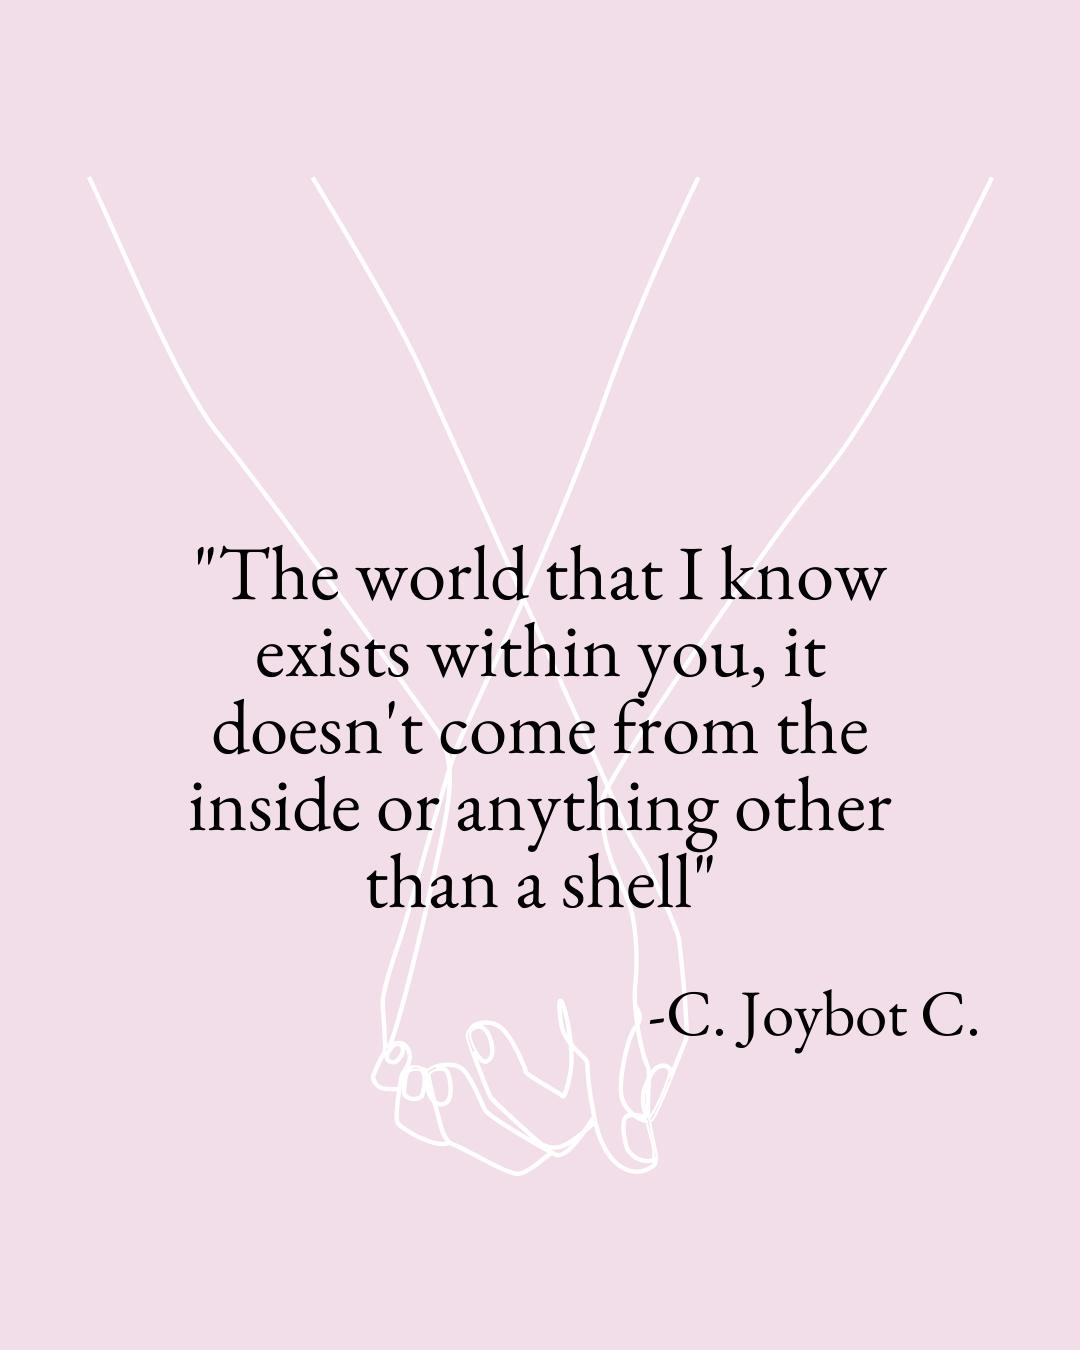 "The world that I know
exists within you, it
doesn't come from the
inside or anything other
than a shell"
-C. Joybot C.